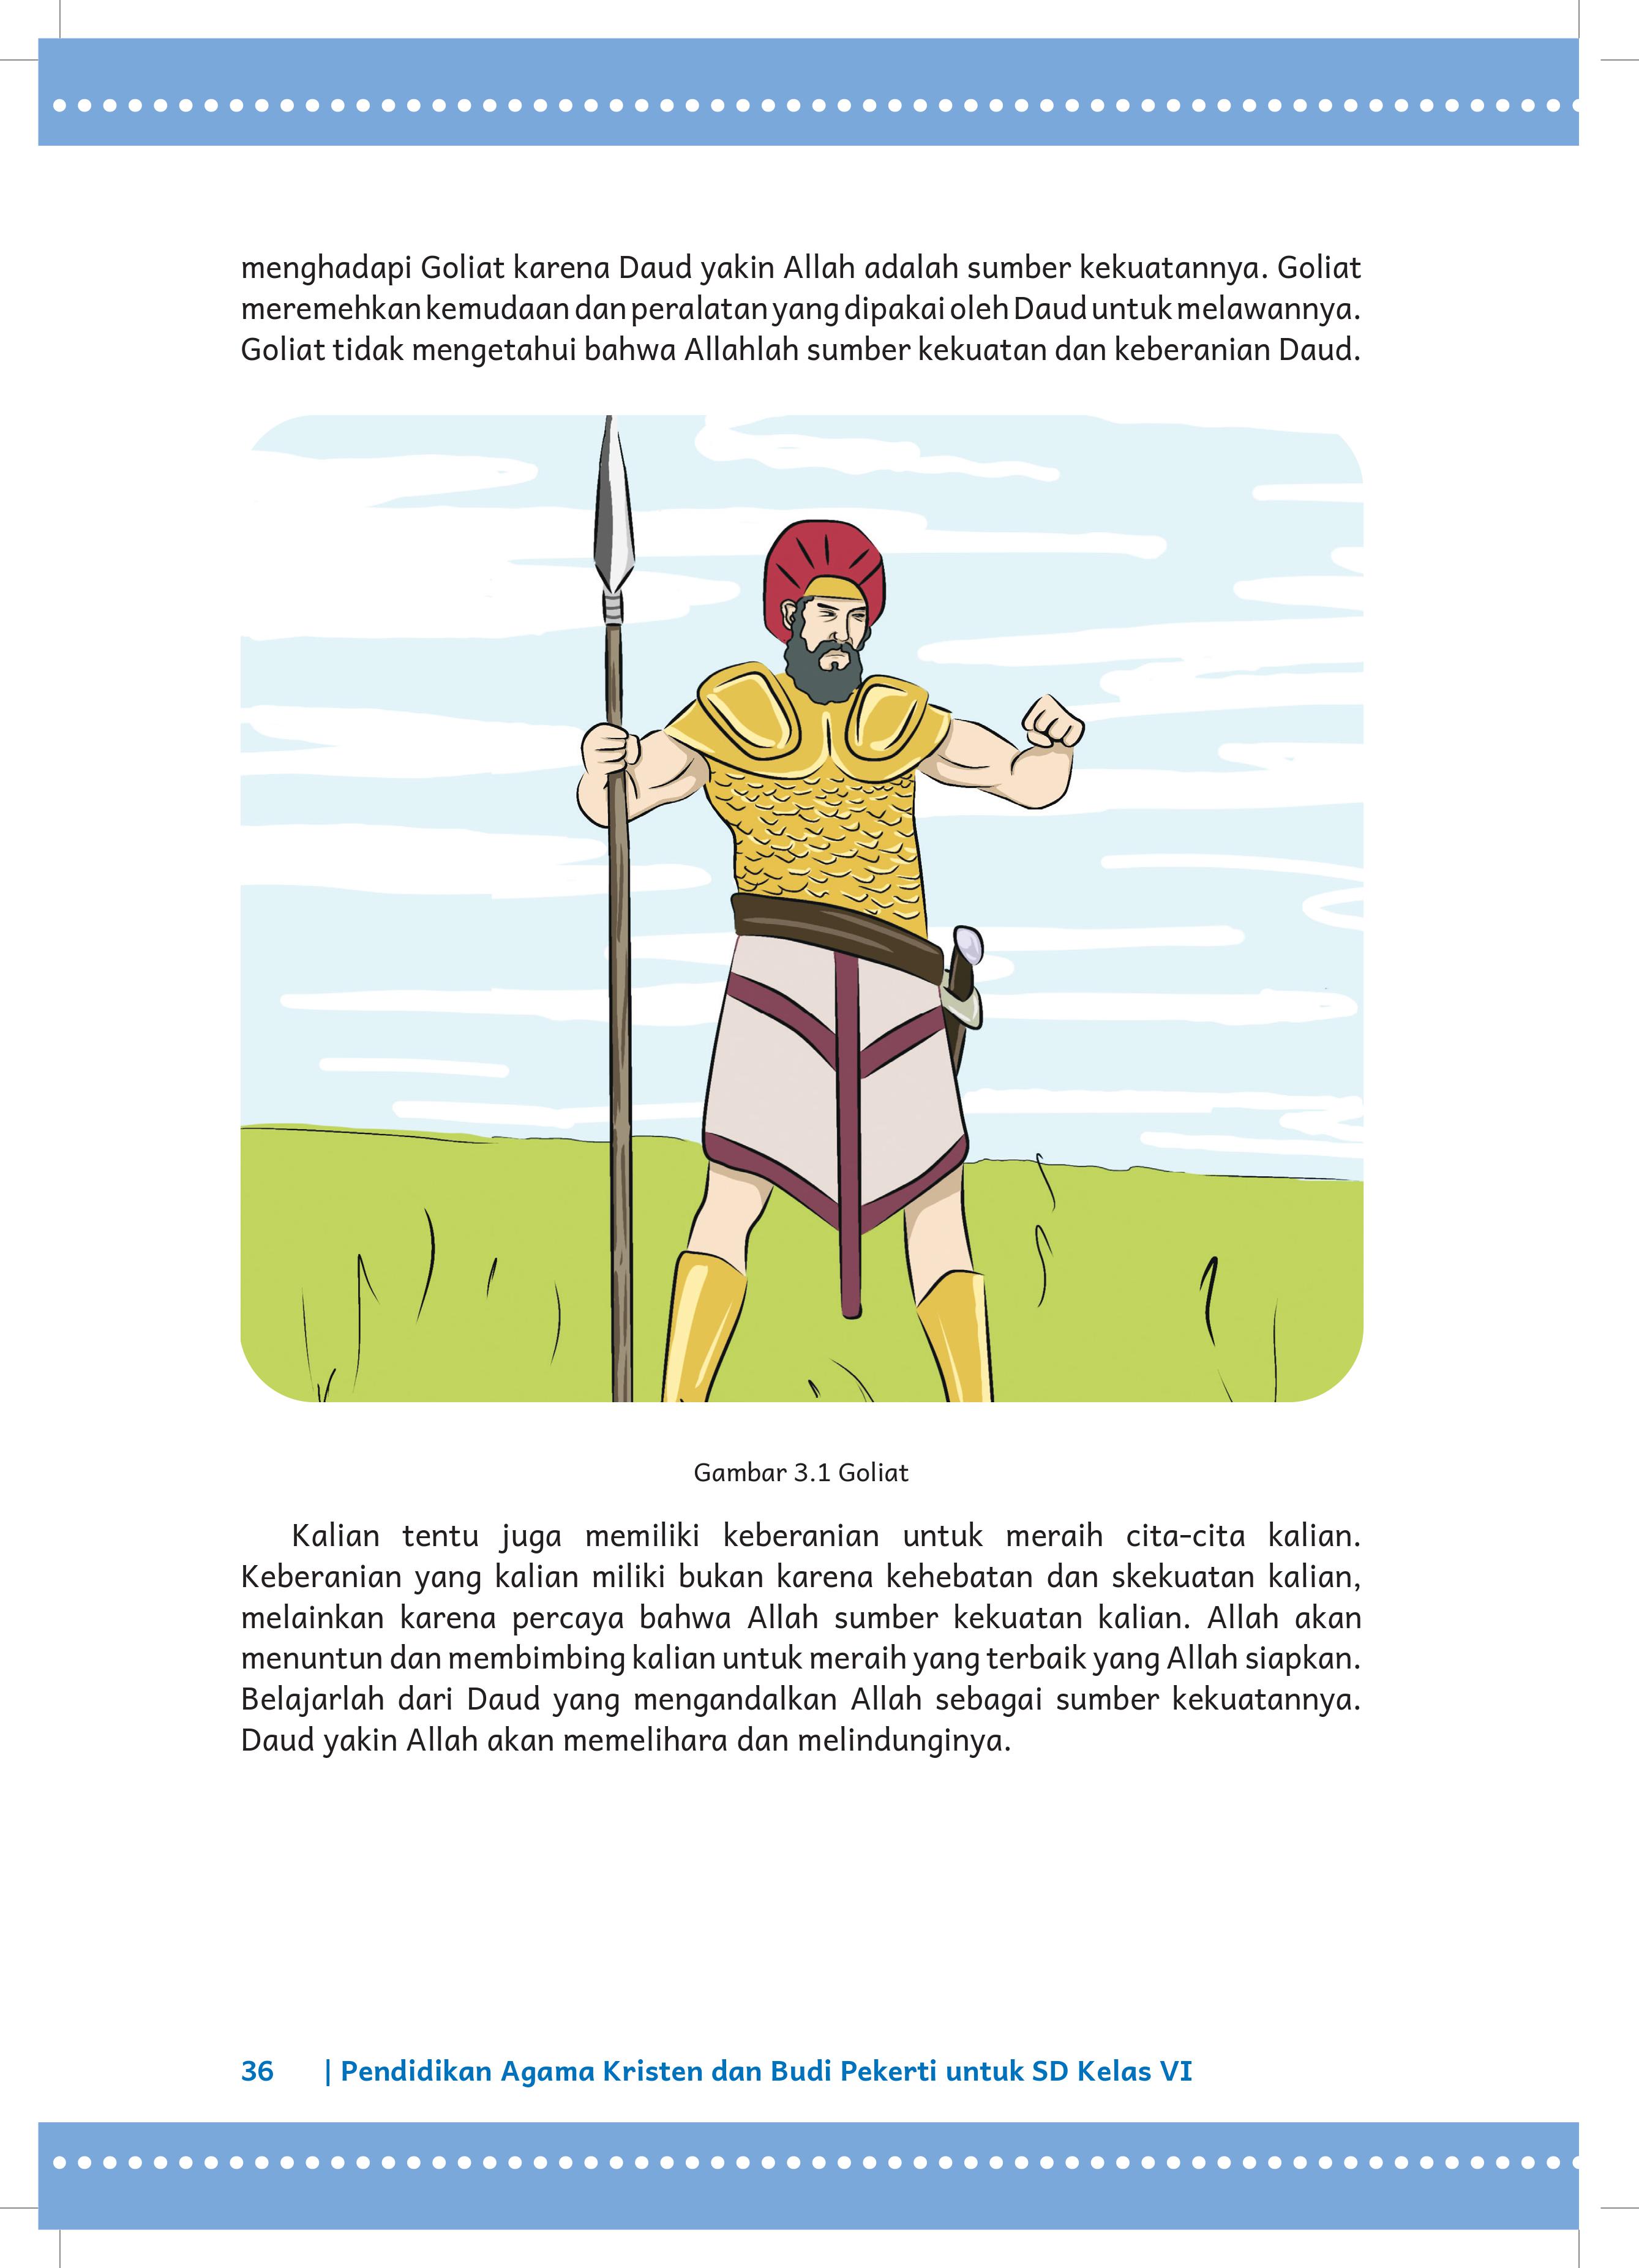 menghadapi Goliat karena Daud yakin Allah adalah sumber kekuatannya. Goliat
meremehkan kemudaan dan peralatan yang dipakai oleh Daud untuk melawannya.
Goliat tidak mengetahui bahwa Allahlah sumber kekuatan dan keberanian Daud.
Gambar 3.1 Goliat
Kalian tentu juga memiliki keberanian untuk meraih cita-cita kalian.
Keberanian yang kalian miliki bukan karena kehebatan dan skekuatan kalian,
melainkan karena percaya bahwa Allah sumber kekuatan kalian. Allah akan
menuntun dan membimbing kalian untuk meraih yang terbaik yang Allah siapkan.
Belajarlah dari Daud yang mengandalkan Allah sebagai sumber kekuatannya.
Daud yakin Allah akan memelihara dan melindunginya.
36 | Pendidikan Agama Kristen dan Budi Pekerti untuk SD Kelas VI